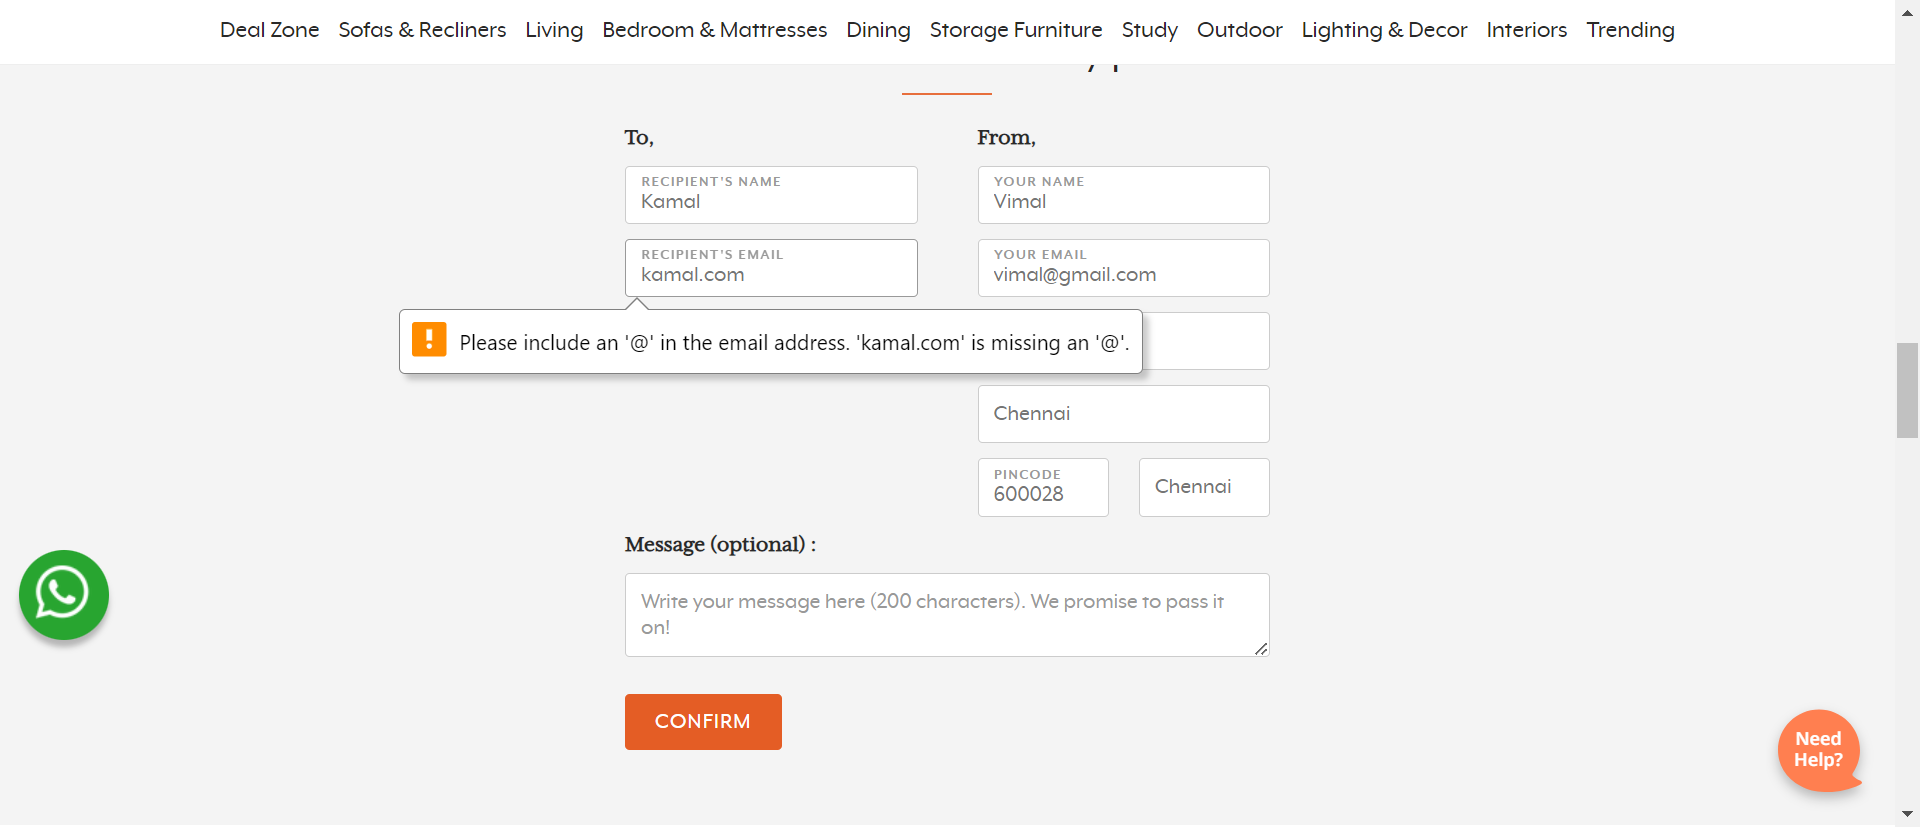 Deal Zone Sofas & Recliners Living Bedroom & Mattresses Dining Storage Furniture Study Outdoor Lighting & Decor Interiors Trending
To,
From,
RECIPIENT'S NAME
Kamal
YOUR NAME
Vimal
RECIPIENT'S EMAIL
kamal.com
YOUR EMAIL
vimal@gmail.com
Please include an '@' in the email address. 'kamal.com' is missing an '@'.
Chennai
PINCODE
600028
Chennai
Message (optional) :
Write your message here (200 characters). We promise to pass it
on!
CONFIRM
Need
Help?